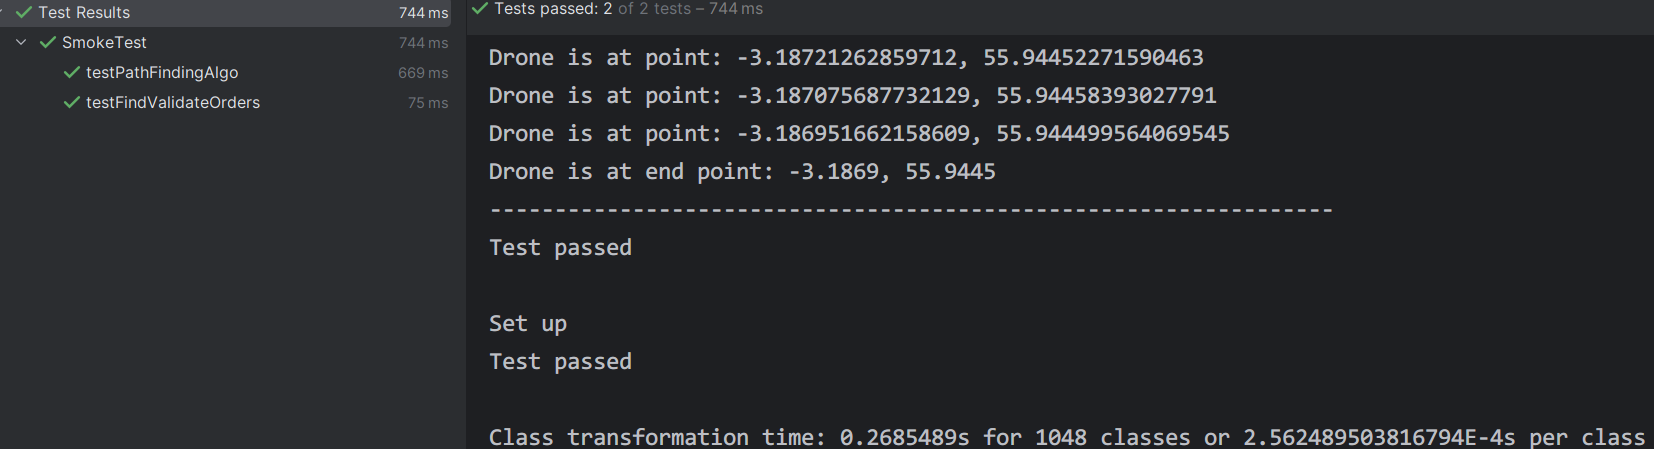 Test Results 744 ms
SmokeTest 744 ms
testPathFindingAlgo 669 ms
testFindValidateOrders 75 ms
Tests passed: 2 of 2 tests – 744 ms
Drone is at point: -3.18721262859712, 55.94452271590463
Drone is at point: -3.187075687732129, 55.94458393027791
Drone is at point: -3.186951662158609, 55.944499564069545
Drone is at end point: -3.1869, 55.9445
-----------------------------------------------------------------
Test passed
Set up
Test passed
Class transformation time: 0.2685489s for 1048 classes or 2.562489503816794E-4s per class